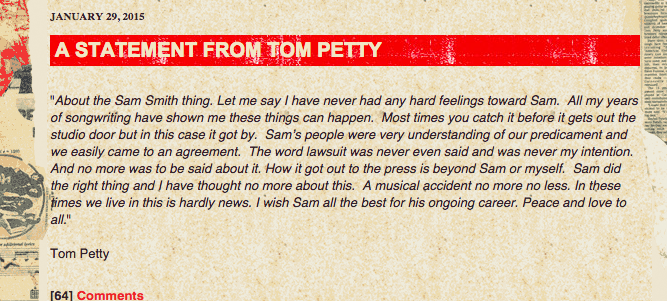 JANUARY 29, 2015
A STATEMENT FROM TOM PETTY
"About the Sam Smith thing. Let me say I have never had any hard feelings toward Sam.  All my years
of songwriting have shown me these things can happen.  Most times you catch it before it gets out the
studio door but in this case it got by.  Sam's people were very understanding of our predicament and
we easily came to an agreement.  The word lawsuit was never even said and was never my intention.
And no more was to be said about it. How it got out to the press is beyond Sam or myself.  Sam did
the right thing and I have thought no more about this.  A musical accident no more no less. In these
times we live in this is hardly news. I wish Sam all the best for his ongoing career. Peace and love to
all."
Tom Petty
[64] Comments